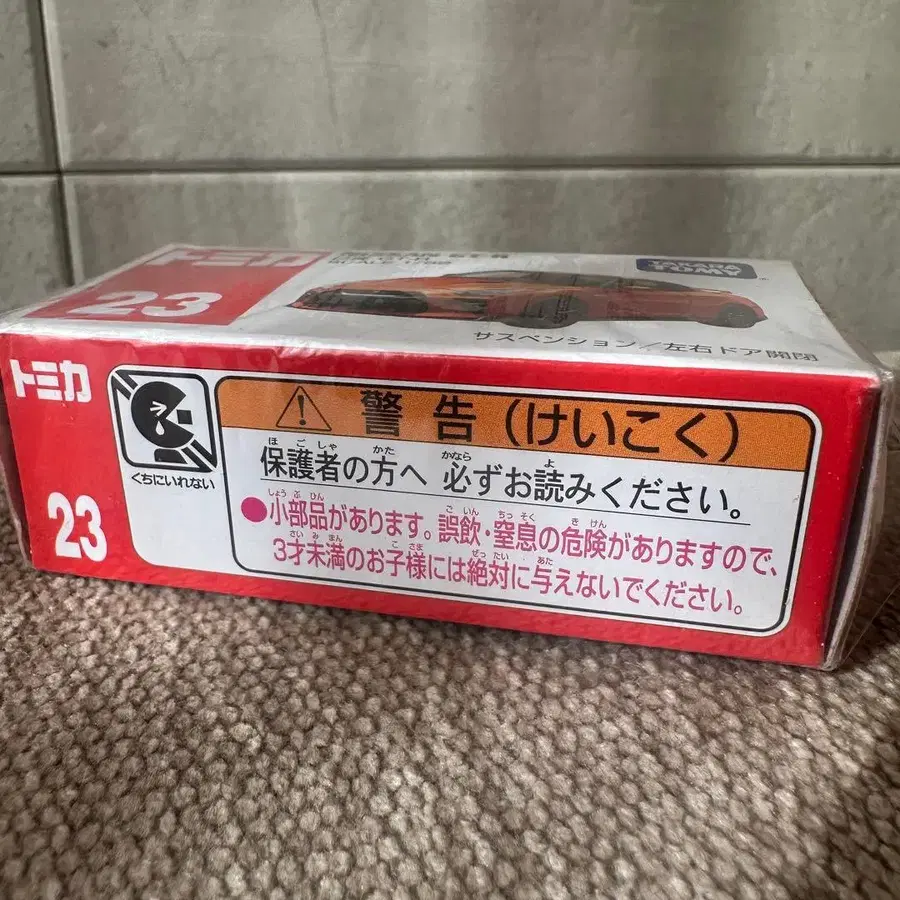 トミカ
23
TAKARA
TOMY
サスペンション/左右ドア開閉
トミカ
23
くちにいれない
警告(けいこく)
保護者の方へ 必ずお読みください。
●小部品があります。誤飲・窒息の危険がありますので、
3才未満のお子様には絶対に与えないでください。